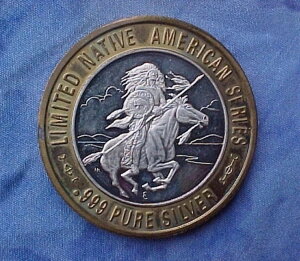 LIMITED NATIVE AMERICAN SERIES
.999 PURE SILVER